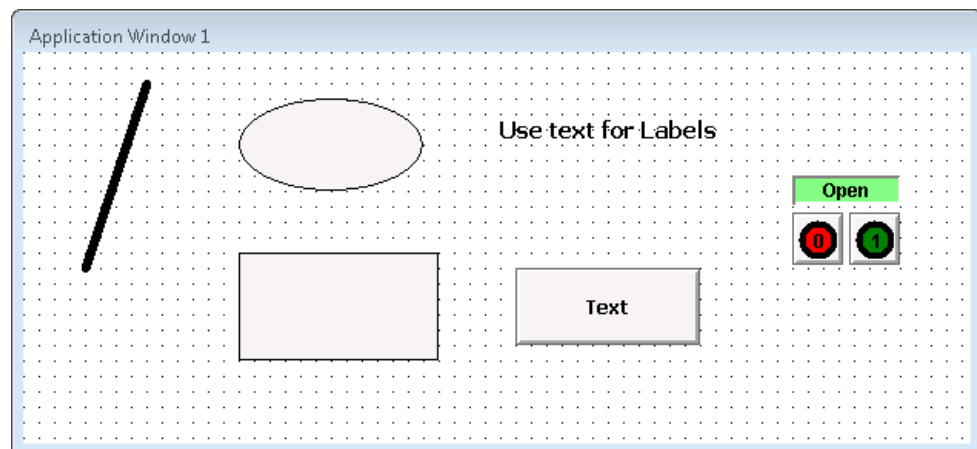 Application Window 1
Use text for Labels
Open
0 1
Text